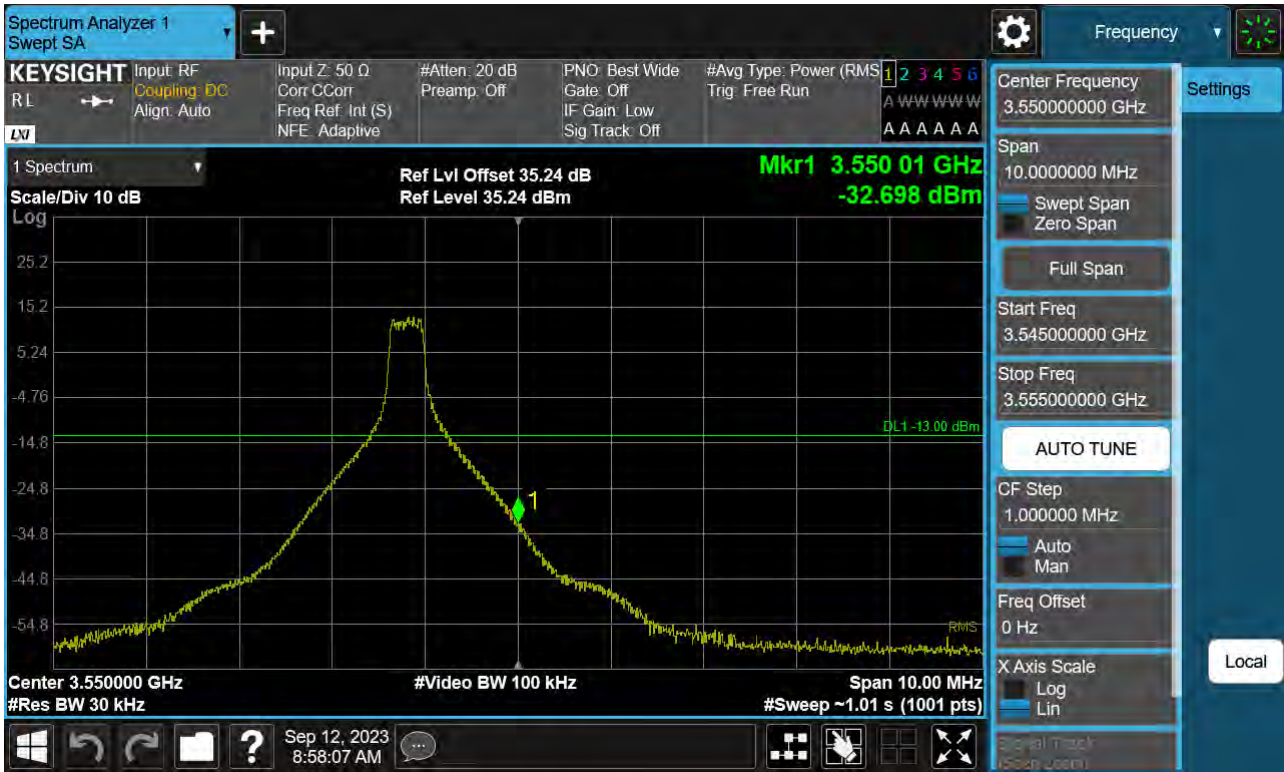 Spectrum Analyzer 1
Swept SA
Frequency
KEYSIGHT
RL
LXI
Input: RF
Coupling: DC
Align: Auto
Input Z: 50 Ω
Corr CCorr
Freq Ref: Int (S)
NFE: Adaptive
#Atten: 20 dB
Preamp: Off
PNO: Best Wide
Gate: Off
IF Gain: Low
Sig Track: Off
#Avg Type: Power (RMS
Trig: Free Run
1 2 3 4 5 6
A W W W W W
A A A A A A
1 Spectrum
Scale/Div 10 dB
Log
Ref Lvl Offset 35.24 dB
Ref Level 35.24 dBm
Mkr1 3.550 01 GHz
-32.698 dBm
25.2
15.2
5.24
-4.76
-14.8
-24.8
-34.8
-44.8
-54.8
DL1 -13.00 dBm
1
RMS
Center 3.550000 GHz
#Video BW 100 kHz
Span 10.00 MHz
#Res BW 30 kHz
#Sweep ~1.01 s (1001 pts)
Center Frequency
3.550000000 GHz
Settings
Span
10.0000000 MHz
Swept Span
Zero Span
Full Span
Start Freq
3.545000000 GHz
Stop Freq
3.555000000 GHz
AUTO TUNE
CF Step
1.000000 MHz
Auto
Man
Freq Offset
0 Hz
X Axis Scale
Log
Lin
Local
Signal Track
(Span Zoom)
Sep 12, 2023
8:58:07 AM